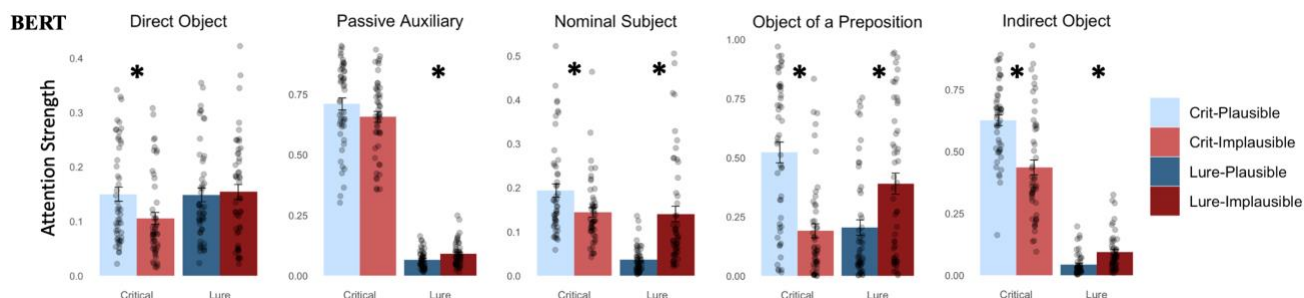 BERT
Direct Object
Passive Auxiliary
Nominal Subject
Object of a Preposition
Indirect Object
Attention Strength
0.4
0.3
0.2
0.1
0.0
*
Critical
Lure
0.75
0.50
0.25
0.00
*
Critical
Lure
0.5
0.4
0.3
0.2
0.1
0.0
*
*
Critical
Lure
1.00
0.75
0.50
0.25
0.00
*
*
Critical
Lure
0.75
0.50
0.25
0.00
*
*
Critical
Lure
Crit-Plausible
Crit-Implausible
Lure-Plausible
Lure-Implausible